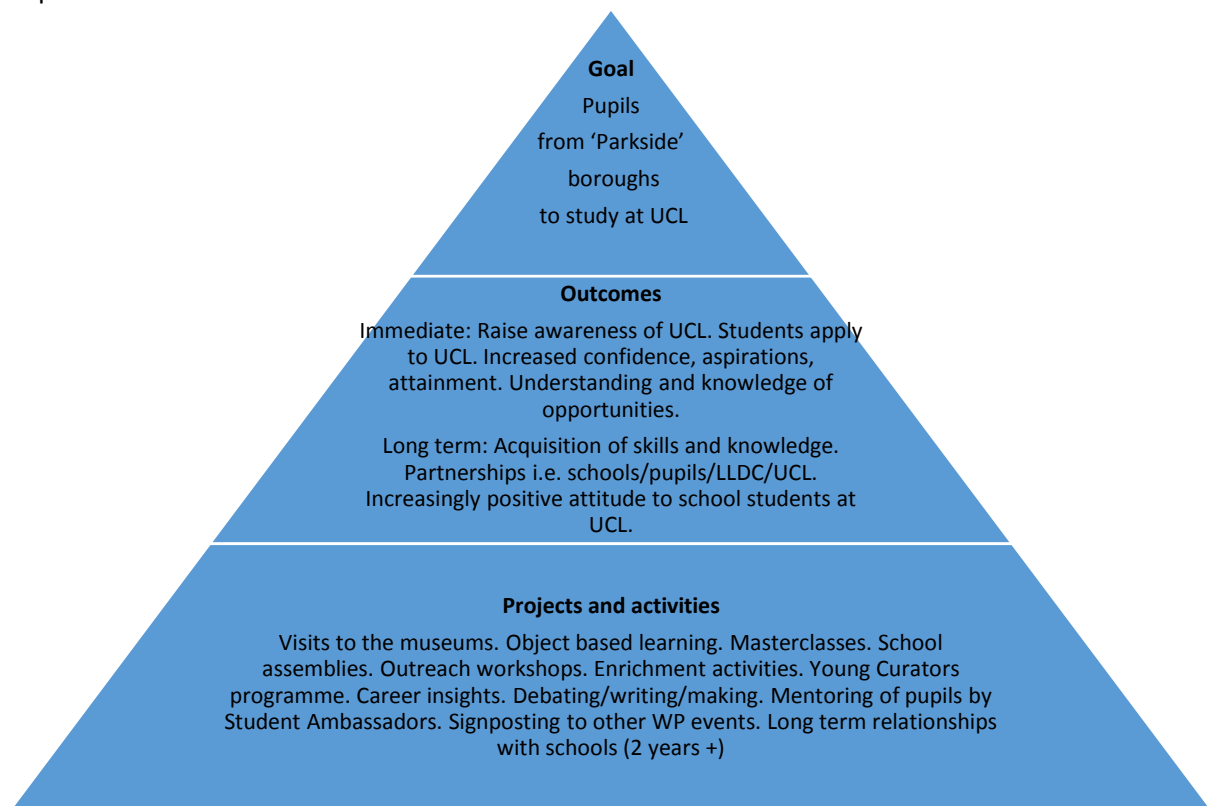 Goal
Pupils
from ‘Parkside’
boroughs
to study at UCL
Outcomes
Immediate: Raise awareness of UCL. Students apply
to UCL. Increased confidence, aspirations,
attainment. Understanding and knowledge of
opportunities.
Long term: Acquisition of skills and knowledge.
Partnerships i.e. schools/pupils/LLDC/UCL.
Increasingly positive attitude to school students at
UCL.
Projects and activities
Visits to the museums. Object based learning. Masterclasses. School
assemblies. Outreach workshops. Enrichment activities. Young Curators
programme. Career insights. Debating/writing/making. Mentoring of pupils by
Student Ambassadors. Signposting to other WP events. Long term relationships
with schools (2 years +)